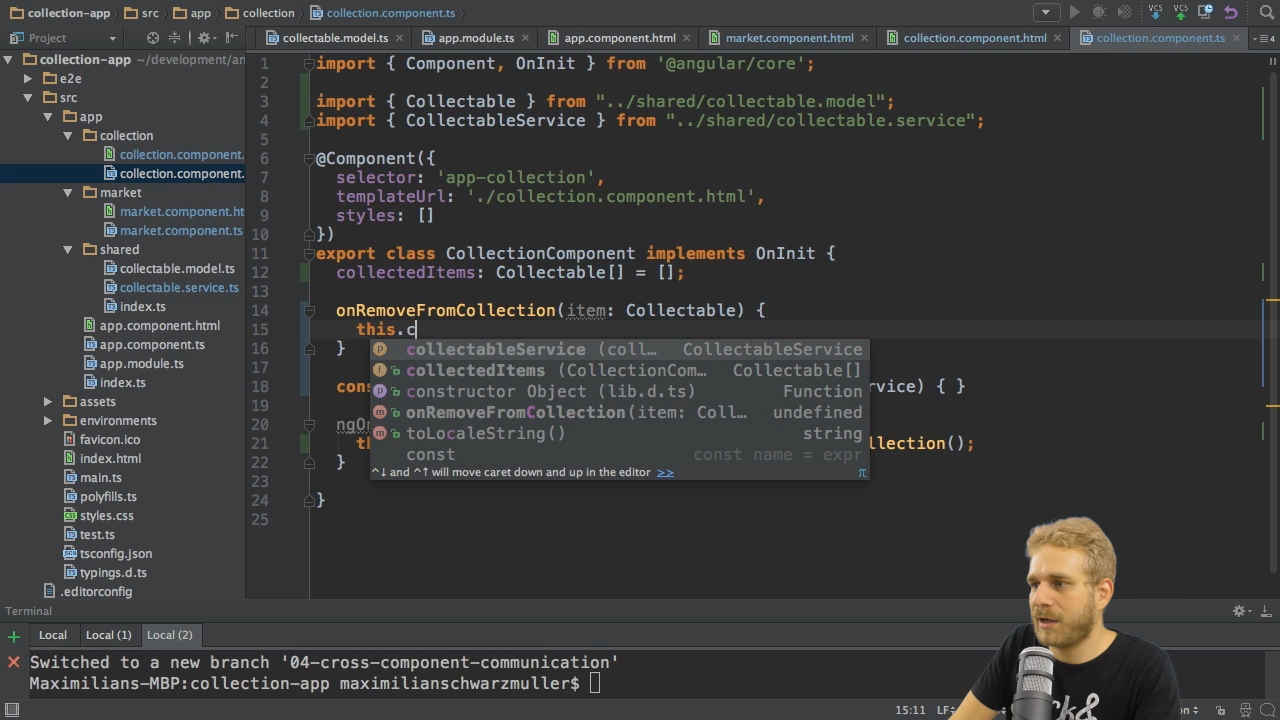 collection-app src app collection collection.component.ts
Project
collectable.model.ts app.module.ts app.component.html market.component.html collection.component.html collection.component.ts
collection-app ~/development/an
e2e
src
app
collection
collection.component.
collection.component.
market
market.component.ht
market.component.ts
shared
collectable.model.ts
collectable.service.ts
index.ts
app.component.html
app.component.ts
app.module.ts
index.ts
assets
environments
favicon.ico
index.html
main.ts
polyfills.ts
styles.css
test.ts
tsconfig.json
typings.d.ts
.editorconfig
1 import { Component, OnInit } from '@angular/core';
2
3 import { Collectable } from "../shared/collectable.model";
4 import { CollectableService } from "../shared/collectable.service";
5
6 @Component({
7 selector: 'app-collection',
8 templateUrl: './collection.component.html',
9 styles: []
10 })
11 export class CollectionComponent implements OnInit {
12 collectedItems: Collectable[] = [];
13
14 onRemoveFromCollection(item: Collectable) {
15 this.c
16 }
17
18 cons rvice) { }
19
20 ngOn
21 th llection();
22 }
24 }
25
collectableService (coll… CollectableService
collectedItems (CollectionCom… Collectable[]
constructor Object (lib.d.ts) Function
onRemoveFromCollection(item: Coll… undefined
toLocaleString() string
const const name = expr
^↓ and ^↑ will move caret down and up in the editor >> π
Terminal
Local Local (1) Local (2)
Switched to a new branch '04-cross-component-communication'
Maximilians-MBP:collection-app maximilianschwarzmuller$
15:11 LF
VCS VCS